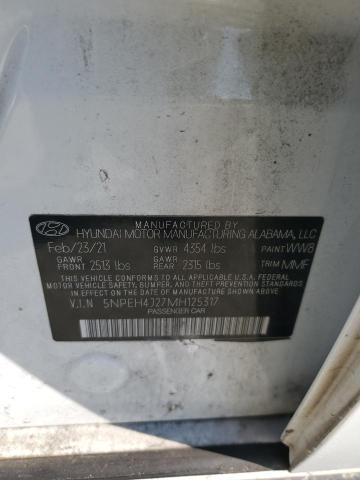 MANUFACTURED BY
HYUNDAI MOTOR MANUFACTURING ALABAMA, LLC
Feb/23/21 GVWR 4354 lbs PAINT WW8
GAWR FRONT 2513 lbs GAWR REAR 2315 lbs TRIM MMF
THIS VEHICLE CONFORMS TO ALL APPLICABLE U.S. FEDERAL MOTOR
VEHICLE SAFETY, BUMPER, AND THEFT PREVENTION STANDARDS IN
EFFECT ON THE DATE OF MANUFACTURE SHOWN ABOVE.
V.I.N 5NPEH4J27MH125317
PASSENGER CAR